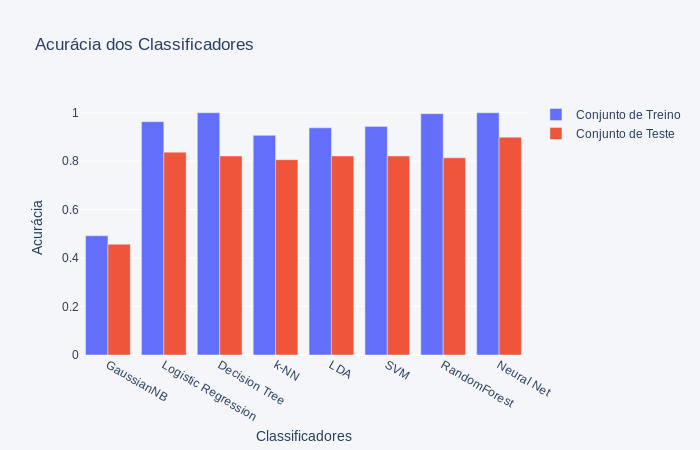 Acurácia dos Classificadores
Conjunto de Treino
Conjunto de Teste
1
0.8
0.6
0.4
0.2
0
Acurácia
GaussianNB
Logistic Regression
Decision Tree
k-NN
LDA
SVM
RandomForest
Neural Net
Classificadores